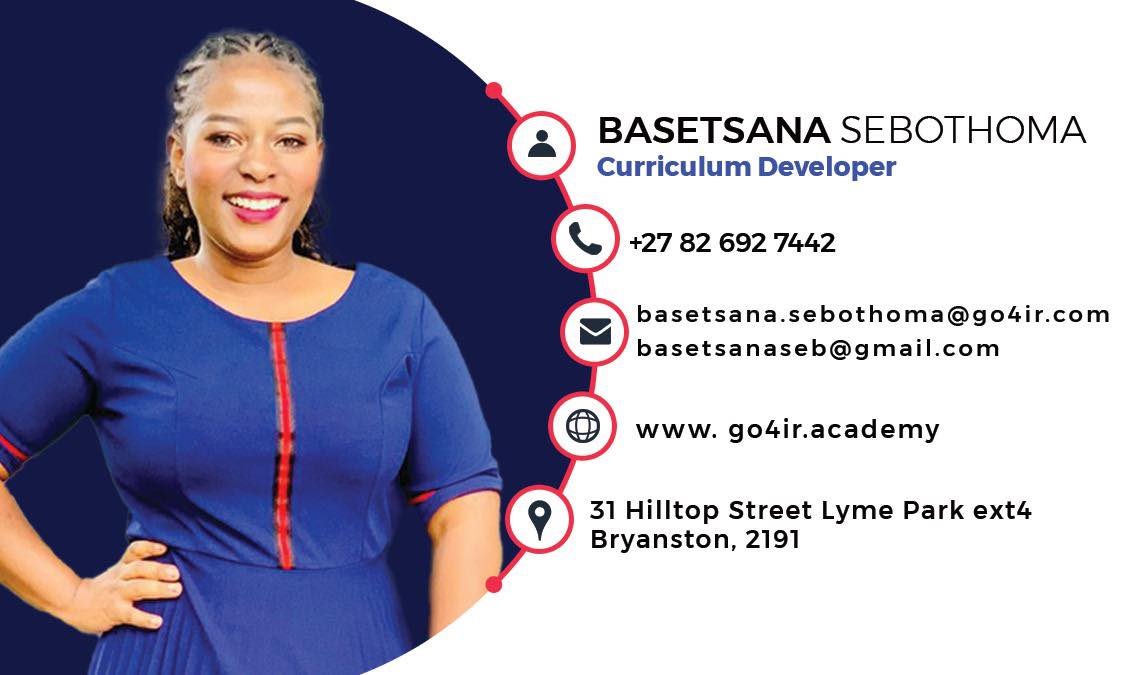 BASETSANA SEBOTHOMA
Curriculum Developer
+27 82 692 7442
basetsana.sebothoma@go4ir.com
basetsanaseb@gmail.com
www. go4ir.academy
31 Hilltop Street Lyme Park ext4
Bryanston, 2191